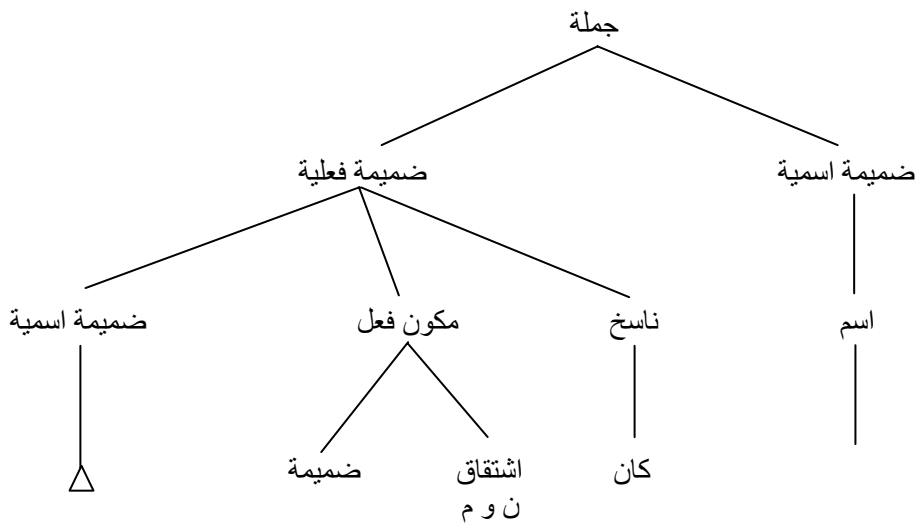 جملة
ضميمة اسمية ضميمة فعلية
اسم ناسخ مكون فعل ضميمة اسمية
كان اشتقاق ضميمة
ن و م